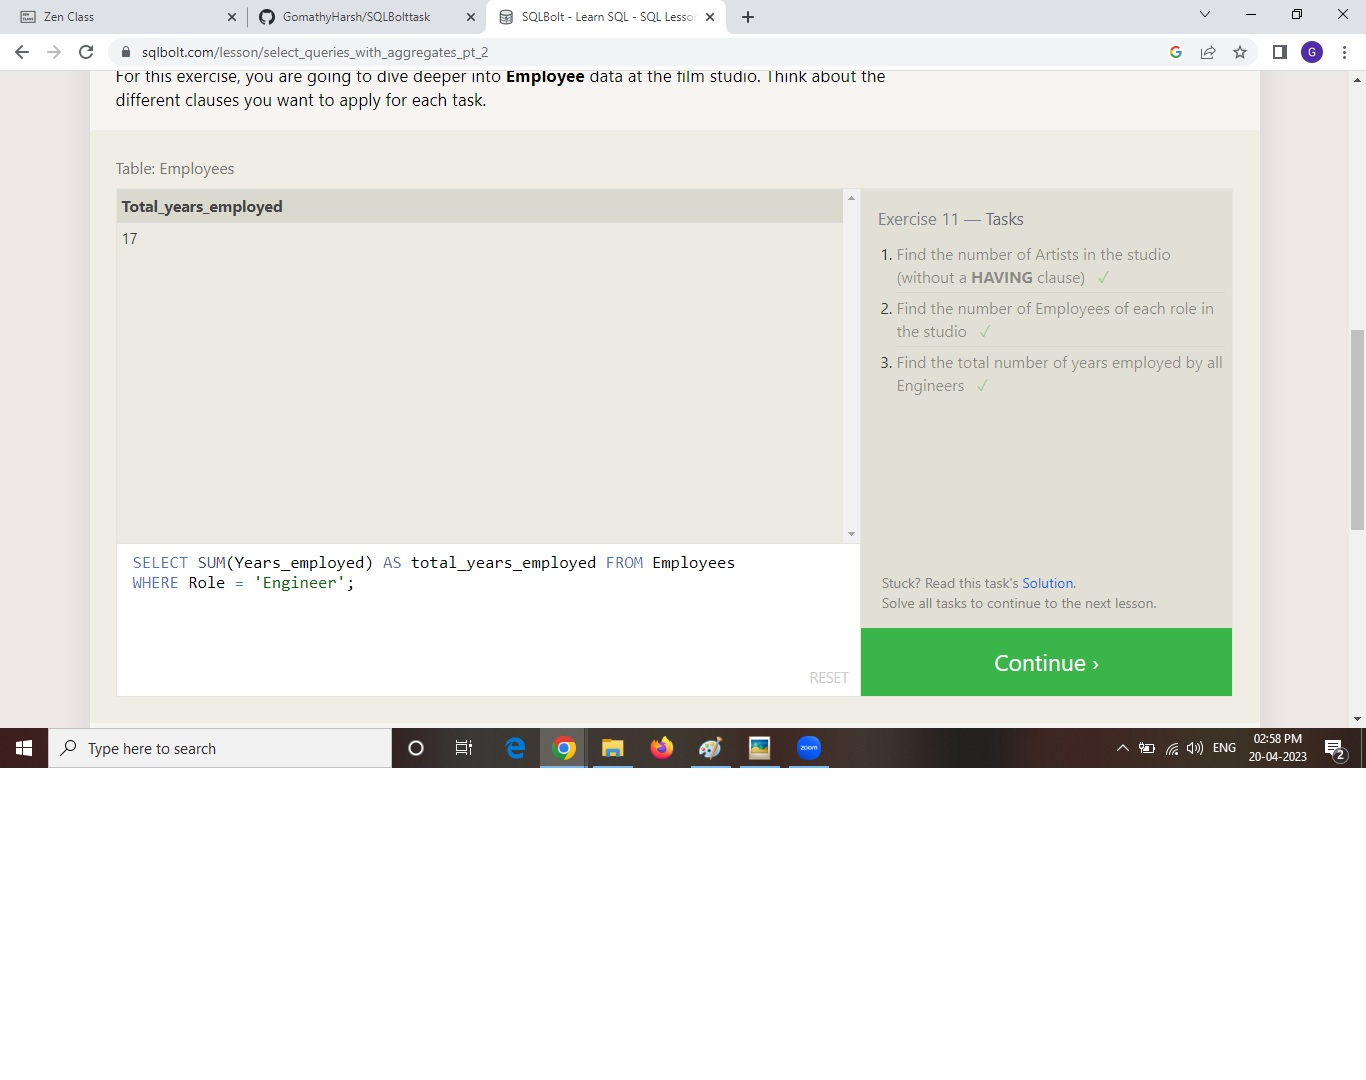 Zen Class
GomathyHarsh/SQLBolttask
SQLBolt - Learn SQL - SQL Lesso
sqlbolt.com/lesson/select_queries_with_aggregates_pt_2
G
For this exercise, you are going to dive deeper into Employee data at the film studio. Think about the
different clauses you want to apply for each task.
Table: Employees
Total_years_employed
17
SELECT SUM(Years_employed) AS total_years_employed FROM Employees
WHERE Role = 'Engineer';
RESET
Exercise 11 — Tasks
1. Find the number of Artists in the studio
(without a HAVING clause) ✓
2. Find the number of Employees of each role in
the studio ✓
3. Find the total number of years employed by all
Engineers ✓
Stuck? Read this task's Solution.
Solve all tasks to continue to the next lesson.
Continue ›
Type here to search
zoom
ENG
02:58 PM
20-04-2023
2